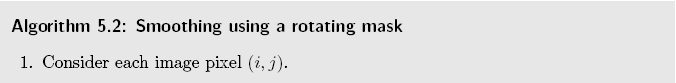 Algorithm 5.2: Smoothing using a rotating mask
1. Consider each image pixel (i, j).